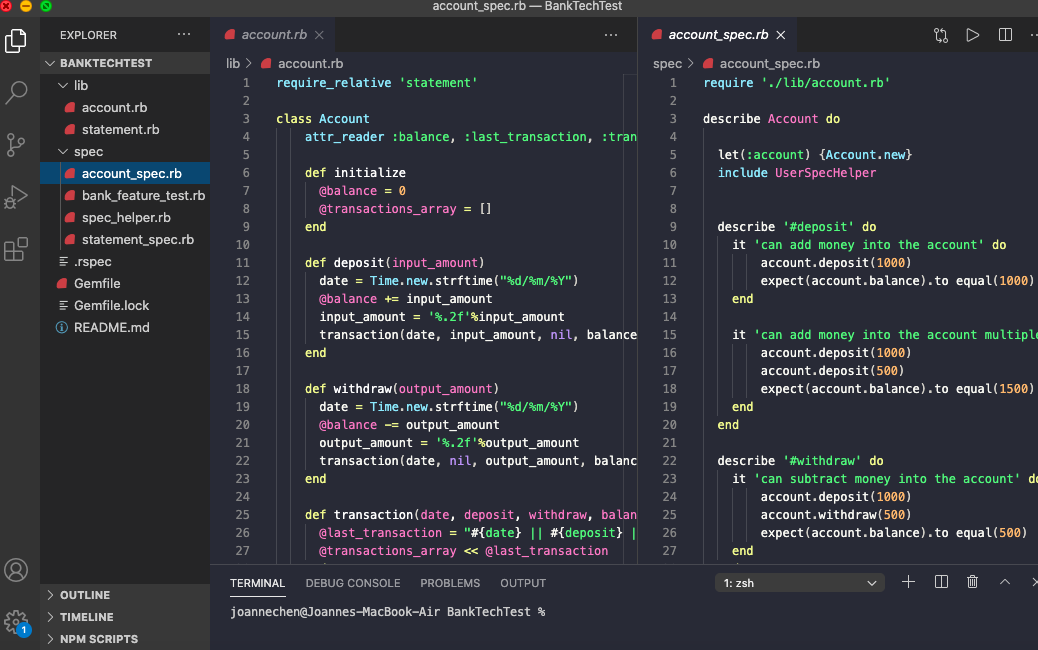 account_spec.rb — BankTechTest
EXPLORER
BANKTECHTEST
lib
account.rb
statement.rb
spec
account_spec.rb
bank_feature_test.rb
spec_helper.rb
statement_spec.rb
.rspec
Gemfile
Gemfile.lock
README.md
OUTLINE
TIMELINE
NPM SCRIPTS
1
account.rb
lib > account.rb
1 require_relative 'statement'
2
3 class Account
4 attr_reader :balance, :last_transaction, :tran
5
6 def initialize
7 @balance = 0
8 @transactions_array = []
9 end
10
11 def deposit(input_amount)
12 date = Time.new.strftime("%d/%m/%Y")
13 @balance += input_amount
14 input_amount = '%.2f'%input_amount
15 transaction(date, input_amount, nil, balance
16 end
17
18 def withdraw(output_amount)
19 date = Time.new.strftime("%d/%m/%Y")
20 @balance -= output_amount
21 output_amount = '%.2f'%output_amount
22 transaction(date, nil, output_amount, balanc
23 end
24
25 def transaction(date, deposit, withdraw, balan
26 @last_transaction = "#{date} || #{deposit} |
27 @transactions_array << @last_transaction
account_spec.rb
spec > account_spec.rb
1 require './lib/account.rb'
2
3 describe Account do
4
5 let(:account) {Account.new}
6 include UserSpecHelper
7
8
9 describe '#deposit' do
10 it 'can add money into the account' do
11 account.deposit(1000)
12 expect(account.balance).to equal(1000)
13 end
14
15 it 'can add money into the account multiple
16 account.deposit(1000)
17 account.deposit(500)
18 expect(account.balance).to equal(1500)
19 end
20 end
21
22 describe '#withdraw' do
23 it 'can subtract money into the account' do
24 account.deposit(1000)
25 account.withdraw(500)
26 expect(account.balance).to equal(500)
27 end
TERMINAL DEBUG CONSOLE PROBLEMS OUTPUT 1: zsh
joannechen@Joannes-MacBook-Air BankTechTest %